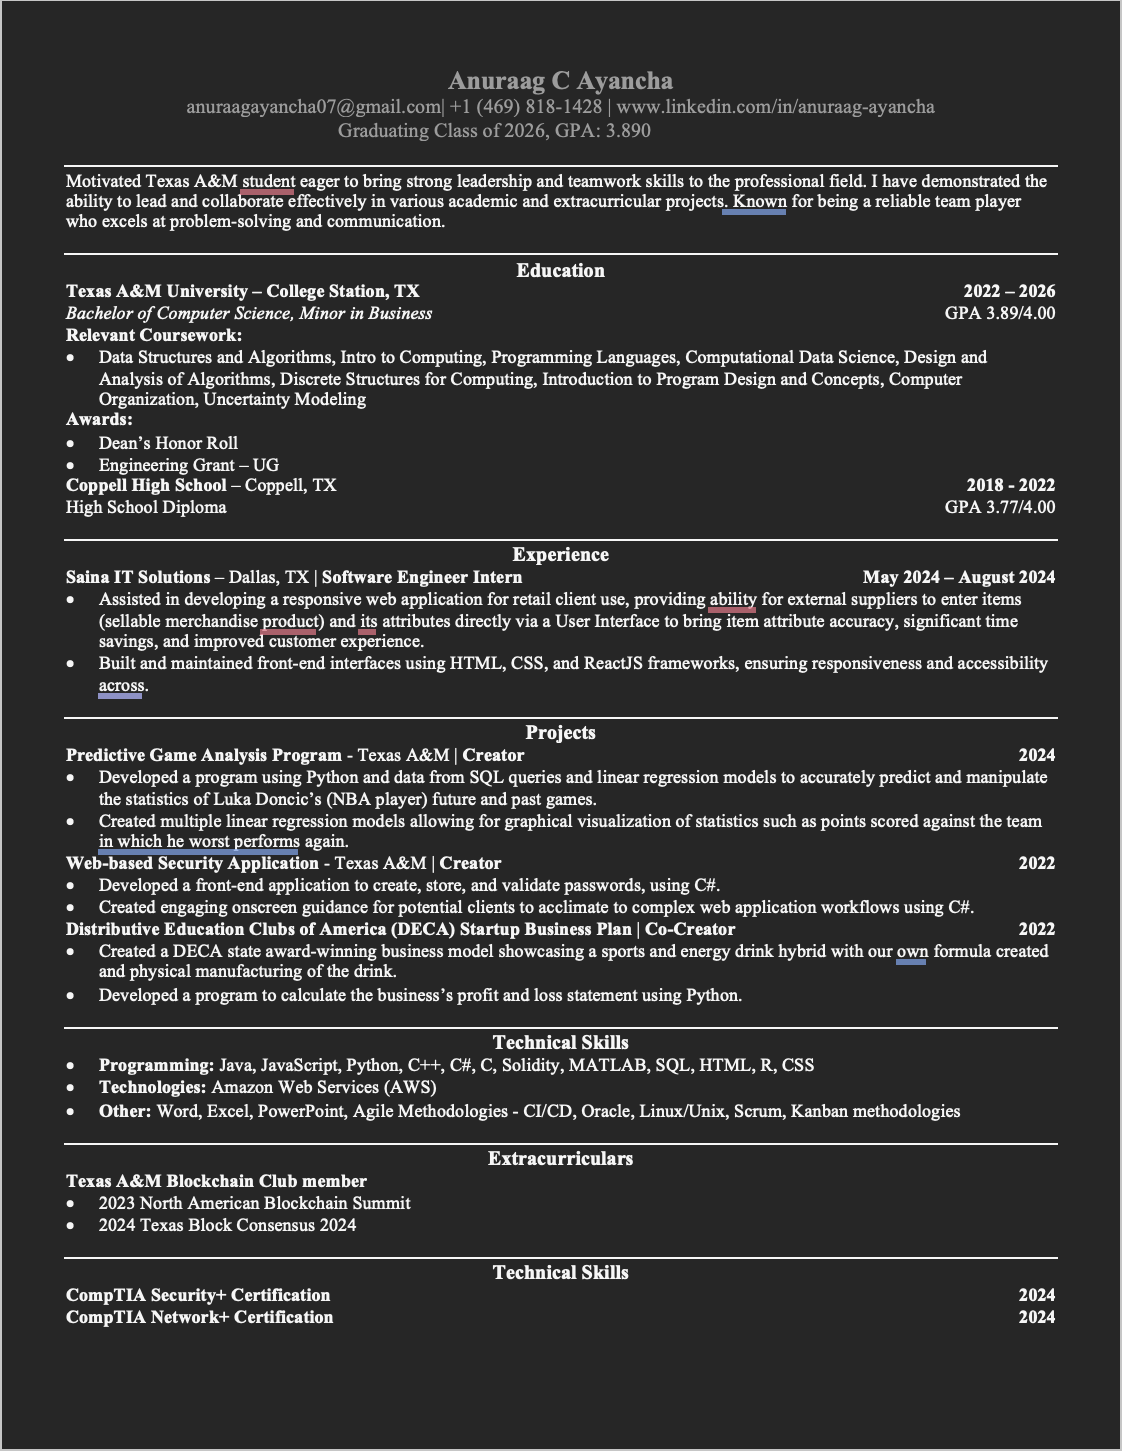 Anuraag C Ayancha
anuraagayancha07@gmail.com| +1 (469) 818-1428 | www.linkedin.com/in/anuraag-ayancha
Graduating Class of 2026, GPA: 3.890
Motivated Texas A&M student eager to bring strong leadership and teamwork skills to the professional field. I have demonstrated the
ability to lead and collaborate effectively in various academic and extracurricular projects. Known for being a reliable team player
who excels at problem-solving and communication.
Education
Texas A&M University – College Station, TX 2022 – 2026
Bachelor of Computer Science, Minor in Business GPA 3.89/4.00
Relevant Coursework:
• Data Structures and Algorithms, Intro to Computing, Programming Languages, Computational Data Science, Design and
Analysis of Algorithms, Discrete Structures for Computing, Introduction to Program Design and Concepts, Computer
Organization, Uncertainty Modeling
Awards:
• Dean’s Honor Roll
• Engineering Grant – UG
Coppell High School – Coppell, TX 2018 - 2022
High School Diploma GPA 3.77/4.00
Experience
Saina IT Solutions – Dallas, TX | Software Engineer Intern May 2024 – August 2024
• Assisted in developing a responsive web application for retail client use, providing ability for external suppliers to enter items
(sellable merchandise product) and its attributes directly via a User Interface to bring item attribute accuracy, significant time
savings, and improved customer experience.
• Built and maintained front-end interfaces using HTML, CSS, and ReactJS frameworks, ensuring responsiveness and accessibility
across.
Projects
Predictive Game Analysis Program - Texas A&M | Creator 2024
• Developed a program using Python and data from SQL queries and linear regression models to accurately predict and manipulate
the statistics of Luka Doncic’s (NBA player) future and past games.
• Created multiple linear regression models allowing for graphical visualization of statistics such as points scored against the team
in which he worst performs again.
Web-based Security Application - Texas A&M | Creator 2022
• Developed a front-end application to create, store, and validate passwords, using C#.
• Created engaging onscreen guidance for potential clients to acclimate to complex web application workflows using C#.
Distributive Education Clubs of America (DECA) Startup Business Plan | Co-Creator 2022
• Created a DECA state award-winning business model showcasing a sports and energy drink hybrid with our own formula created
and physical manufacturing of the drink.
• Developed a program to calculate the business’s profit and loss statement using Python.
Technical Skills
• Programming: Java, JavaScript, Python, C++, C#, C, Solidity, MATLAB, SQL, HTML, R, CSS
• Technologies: Amazon Web Services (AWS)
• Other: Word, Excel, PowerPoint, Agile Methodologies - CI/CD, Oracle, Linux/Unix, Scrum, Kanban methodologies
Extracurriculars
Texas A&M Blockchain Club member
• 2023 North American Blockchain Summit
• 2024 Texas Block Consensus 2024
Technical Skills
CompTIA Security+ Certification 2024
CompTIA Network+ Certification 2024